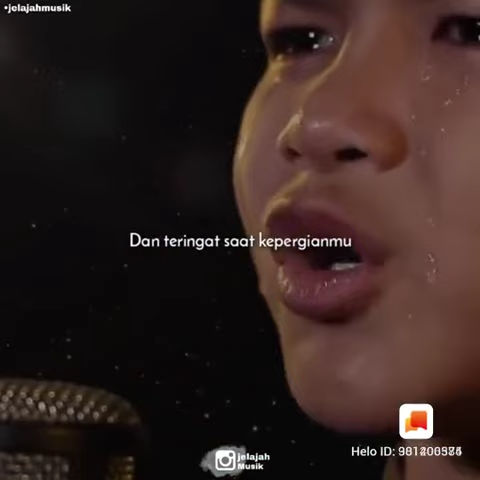 •jelajahmusik
Dan teringat saat kepergianmu
jelajah
Musik
Helo ID: